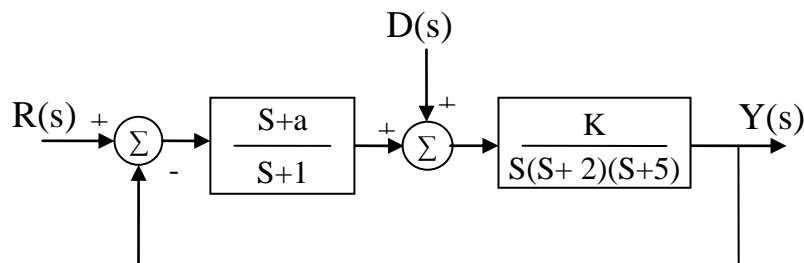 D(s)
R(s)
+
Σ
-
S+a
S+1
+
+
Σ
K
S(S+ 2)(S+5)
Y(s)